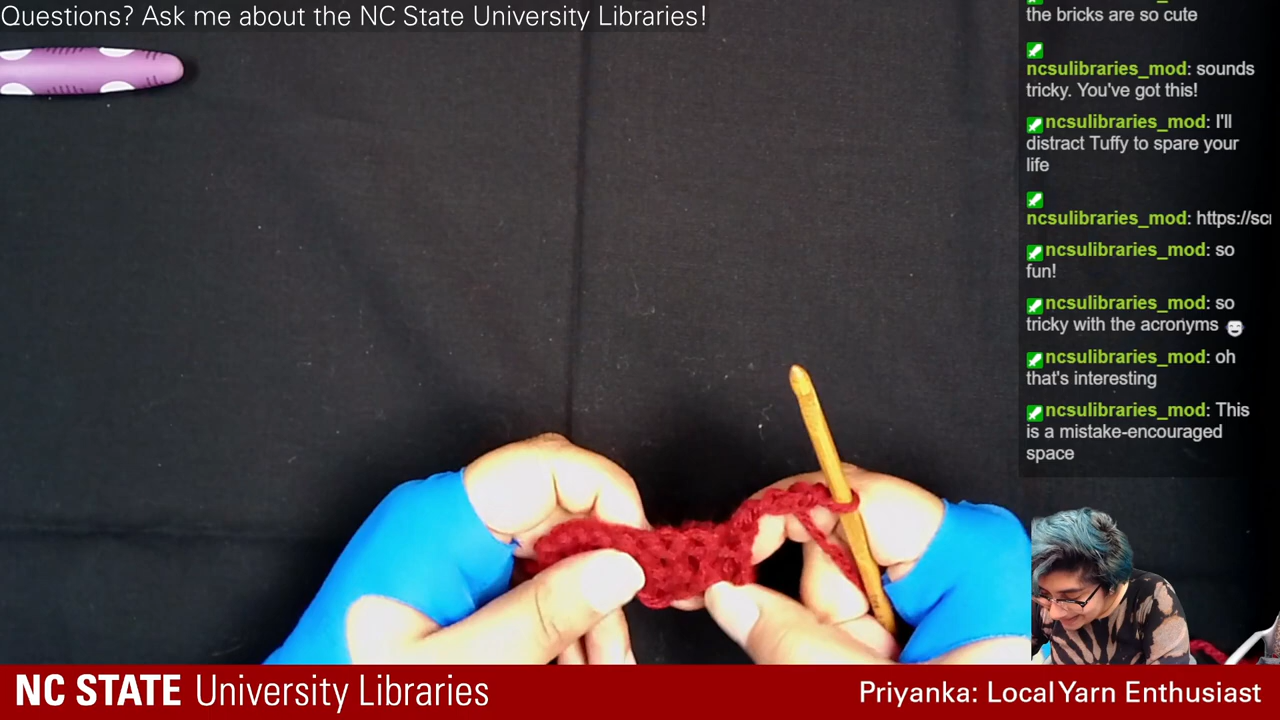 Questions? Ask me about the NC State University Libraries!
the bricks are so cute
ncsulibraries_mod: sounds
tricky. You've got this!
ncsulibraries_mod: I'll
distract Tuffy to spare your
life
ncsulibraries_mod: https://sc
ncsulibraries_mod: so
fun!
ncsulibraries_mod: so
tricky with the acronyms
ncsulibraries_mod: oh
that's interesting
ncsulibraries_mod: This
is a mistake-encouraged
space
NC STATE University Libraries
Priyanka: Local Yarn Enthusiast